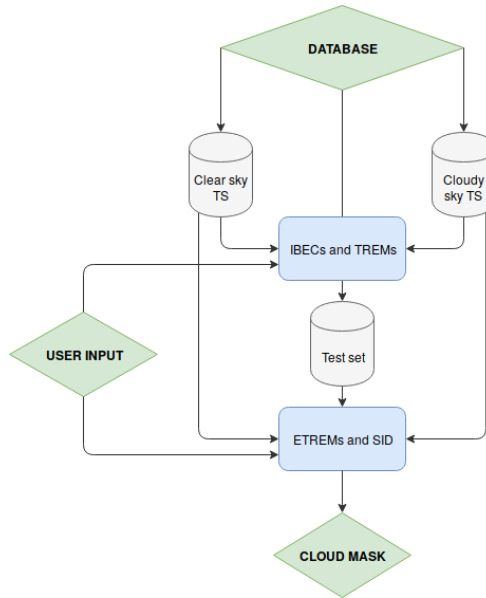 DATABASE
Clear sky
TS
Cloudy
sky TS
IBECs and TREMs
USER INPUT
Test set
ETREMs and SID
CLOUD MASK